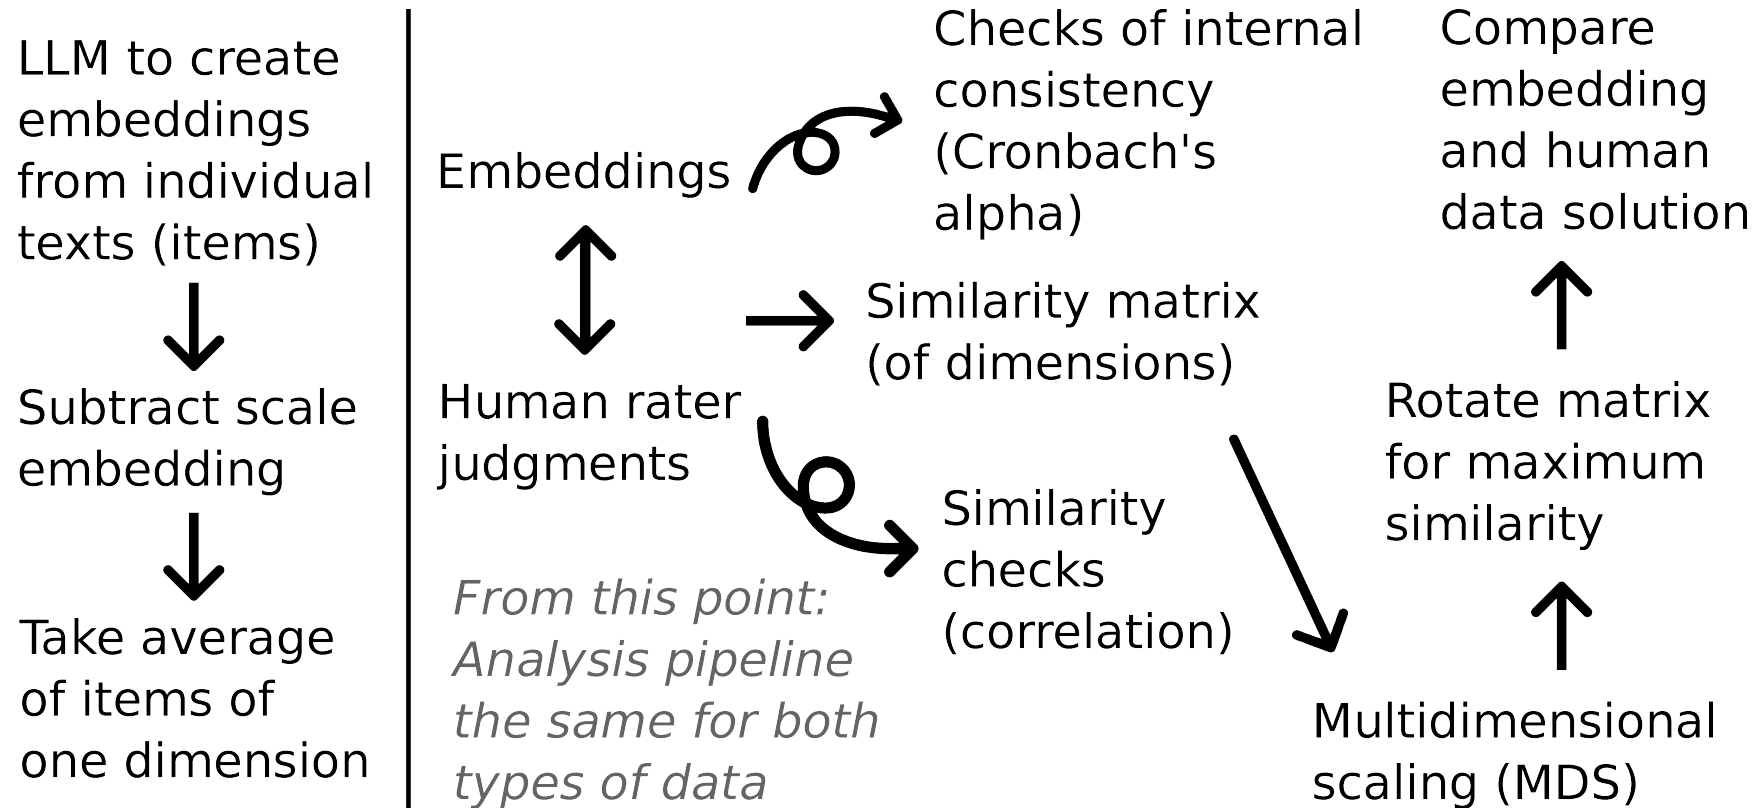 LLM to create
embeddings
from individual
texts (items)
Subtract scale
embedding
Take average
of items of
one dimension
Embeddings
Human rater
judgments
From this point:
Analysis pipeline
the same for both
types of data
Checks of internal
consistency
(Cronbach's
alpha)
Similarity matrix
(of dimensions)
Similarity
checks
(correlation)
Multidimensional
scaling (MDS)
Rotate matrix
for maximum
similarity
Compare
embedding
and human
data solution